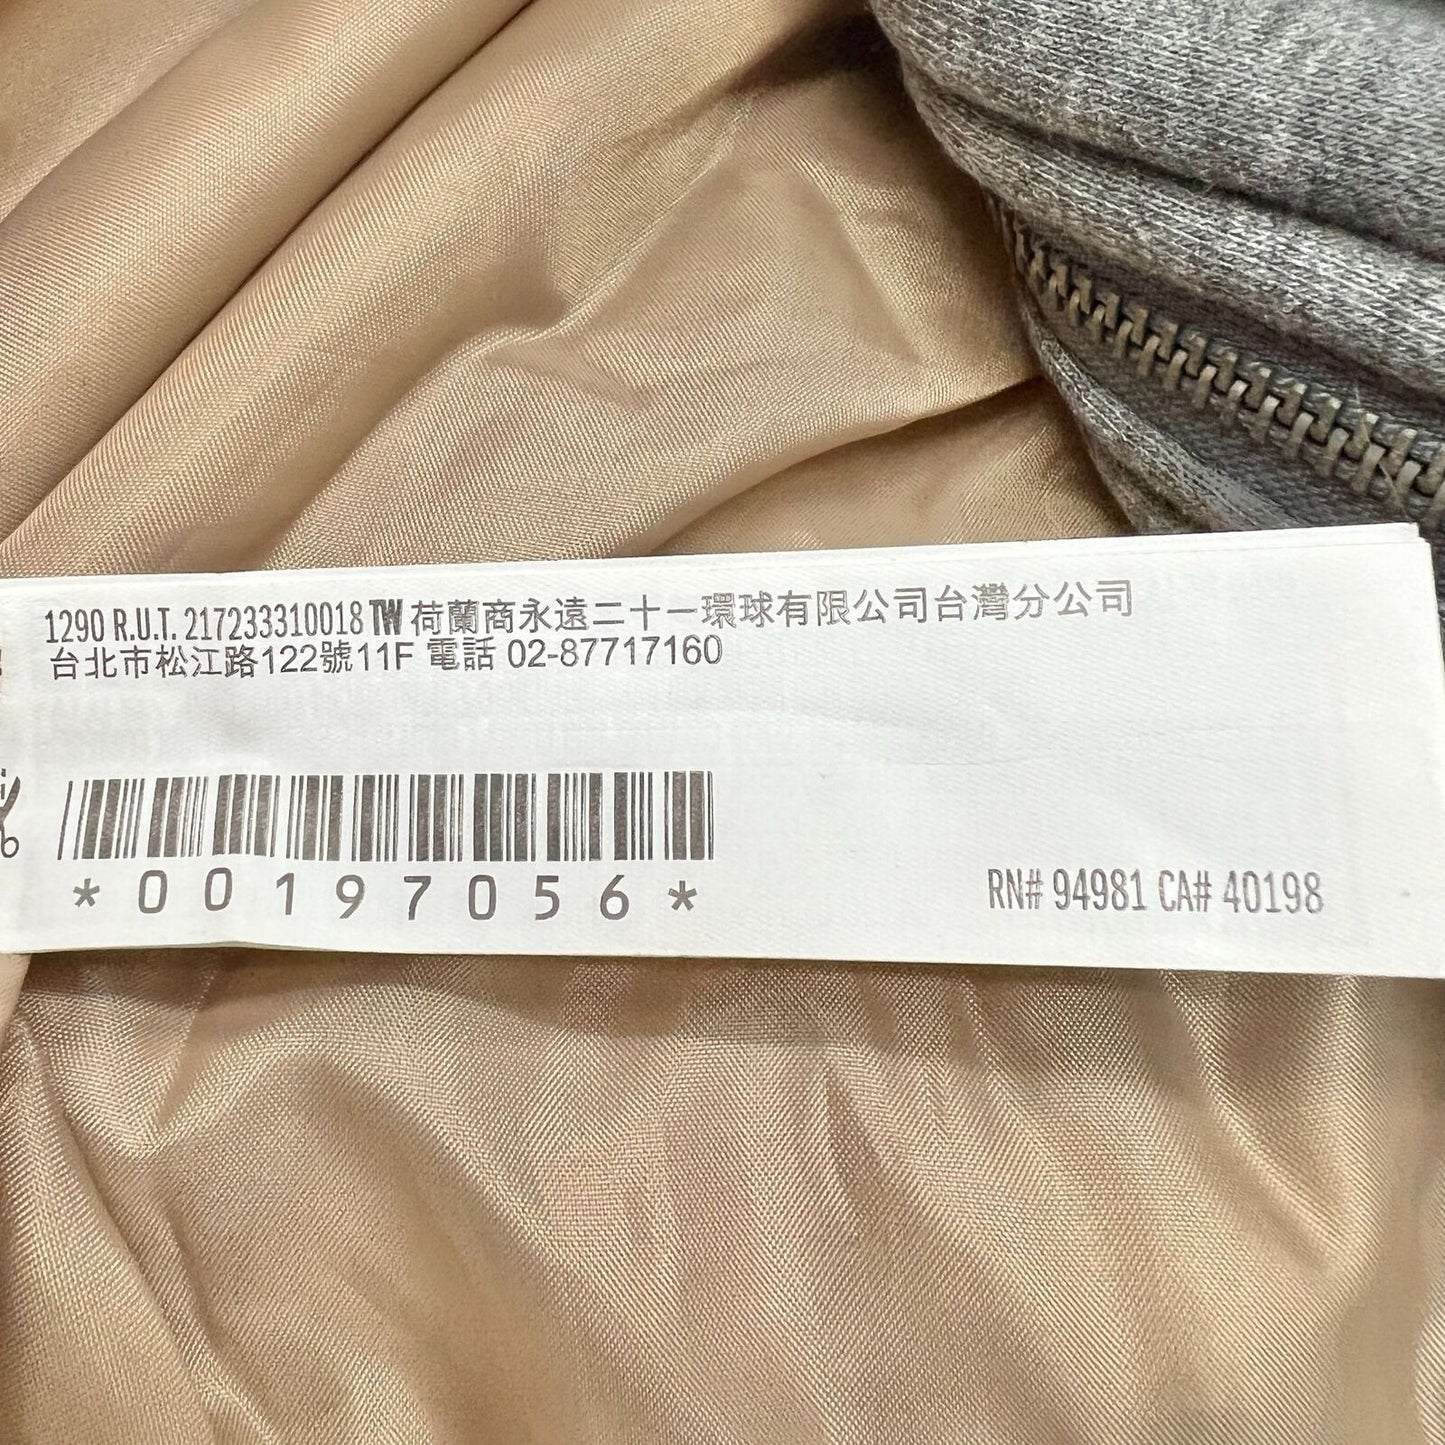 1290 R.U.T. 217233310018 TW 荷蘭商永遠二十一環球有限公司台灣分公司
台北市松江路122號11F 電話 02-87717160
*00197056*
RN# 94981 CA# 40198